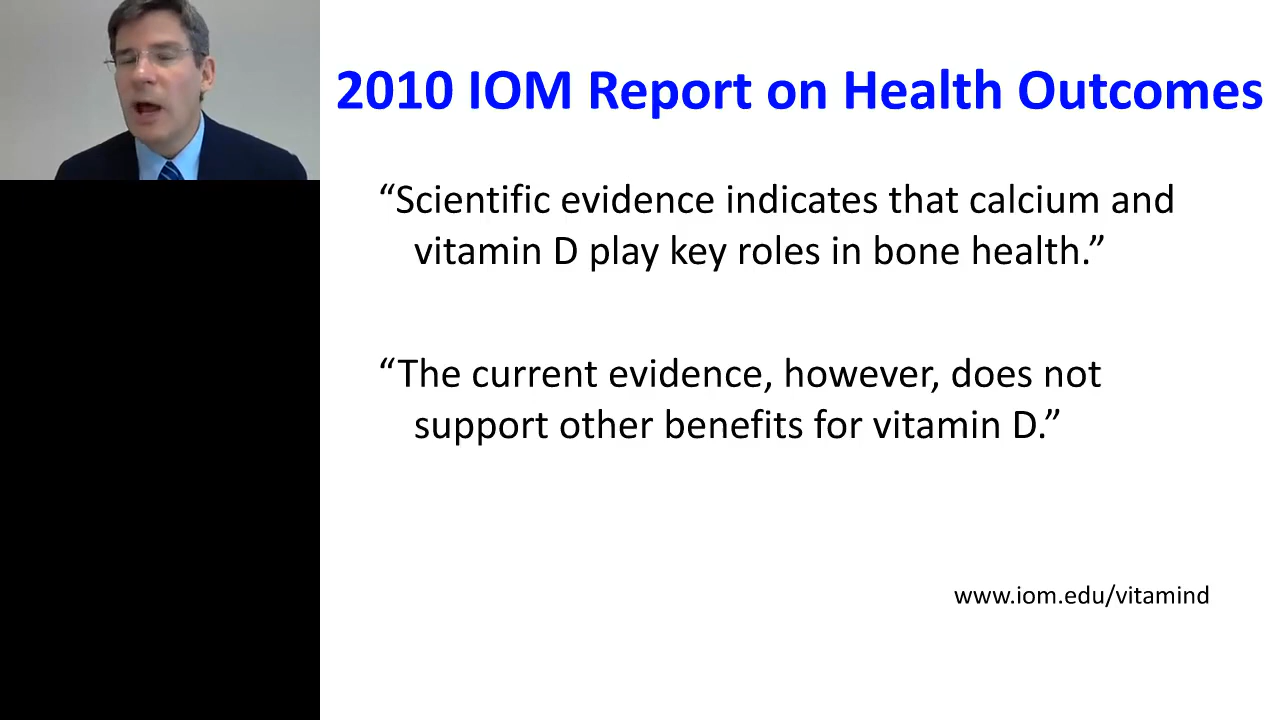 2010 IOM Report on Health Outcomes
“Scientific evidence indicates that calcium and
vitamin D play key roles in bone health.”
“The current evidence, however, does not
support other benefits for vitamin D.”
www.iom.edu/vitamind